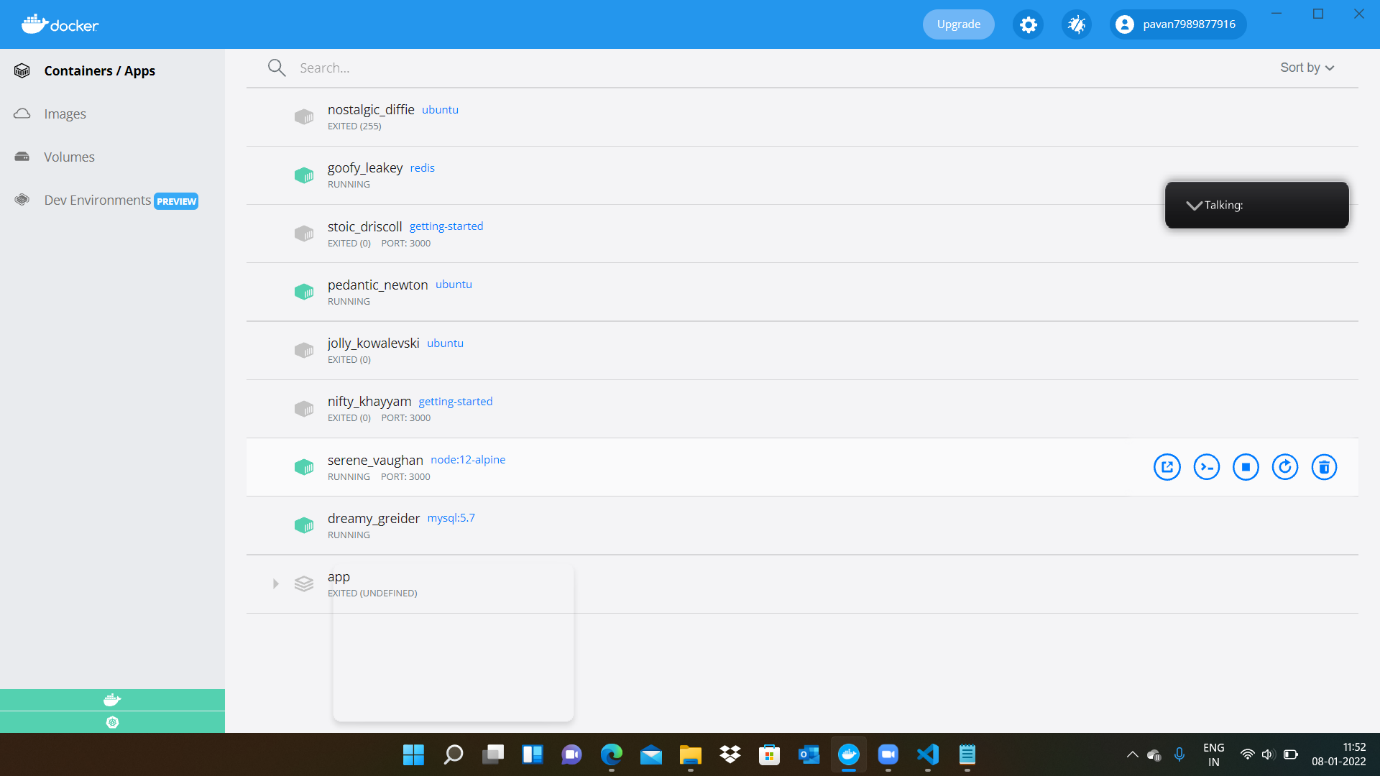 docker
Upgrade
pavan7989877916
Containers / Apps
Images
Volumes
Dev Environments PREVIEW
Search...
Sort by
nostalgic_diffie ubuntu
EXITED (255)
goofy_leakey redis
RUNNING
Talking:
stoic_driscoll getting-started
EXITED (0) PORT: 3000
pedantic_newton ubuntu
RUNNING
jolly_kowalevski ubuntu
EXITED (0)
nifty_khayyam getting-started
EXITED (0) PORT: 3000
serene_vaughan node:12-alpine
RUNNING PORT: 3000
dreamy_greider mysql:5.7
RUNNING
app
EXITED (UNDEFINED)
ENG
IN
11:52
08-01-2022